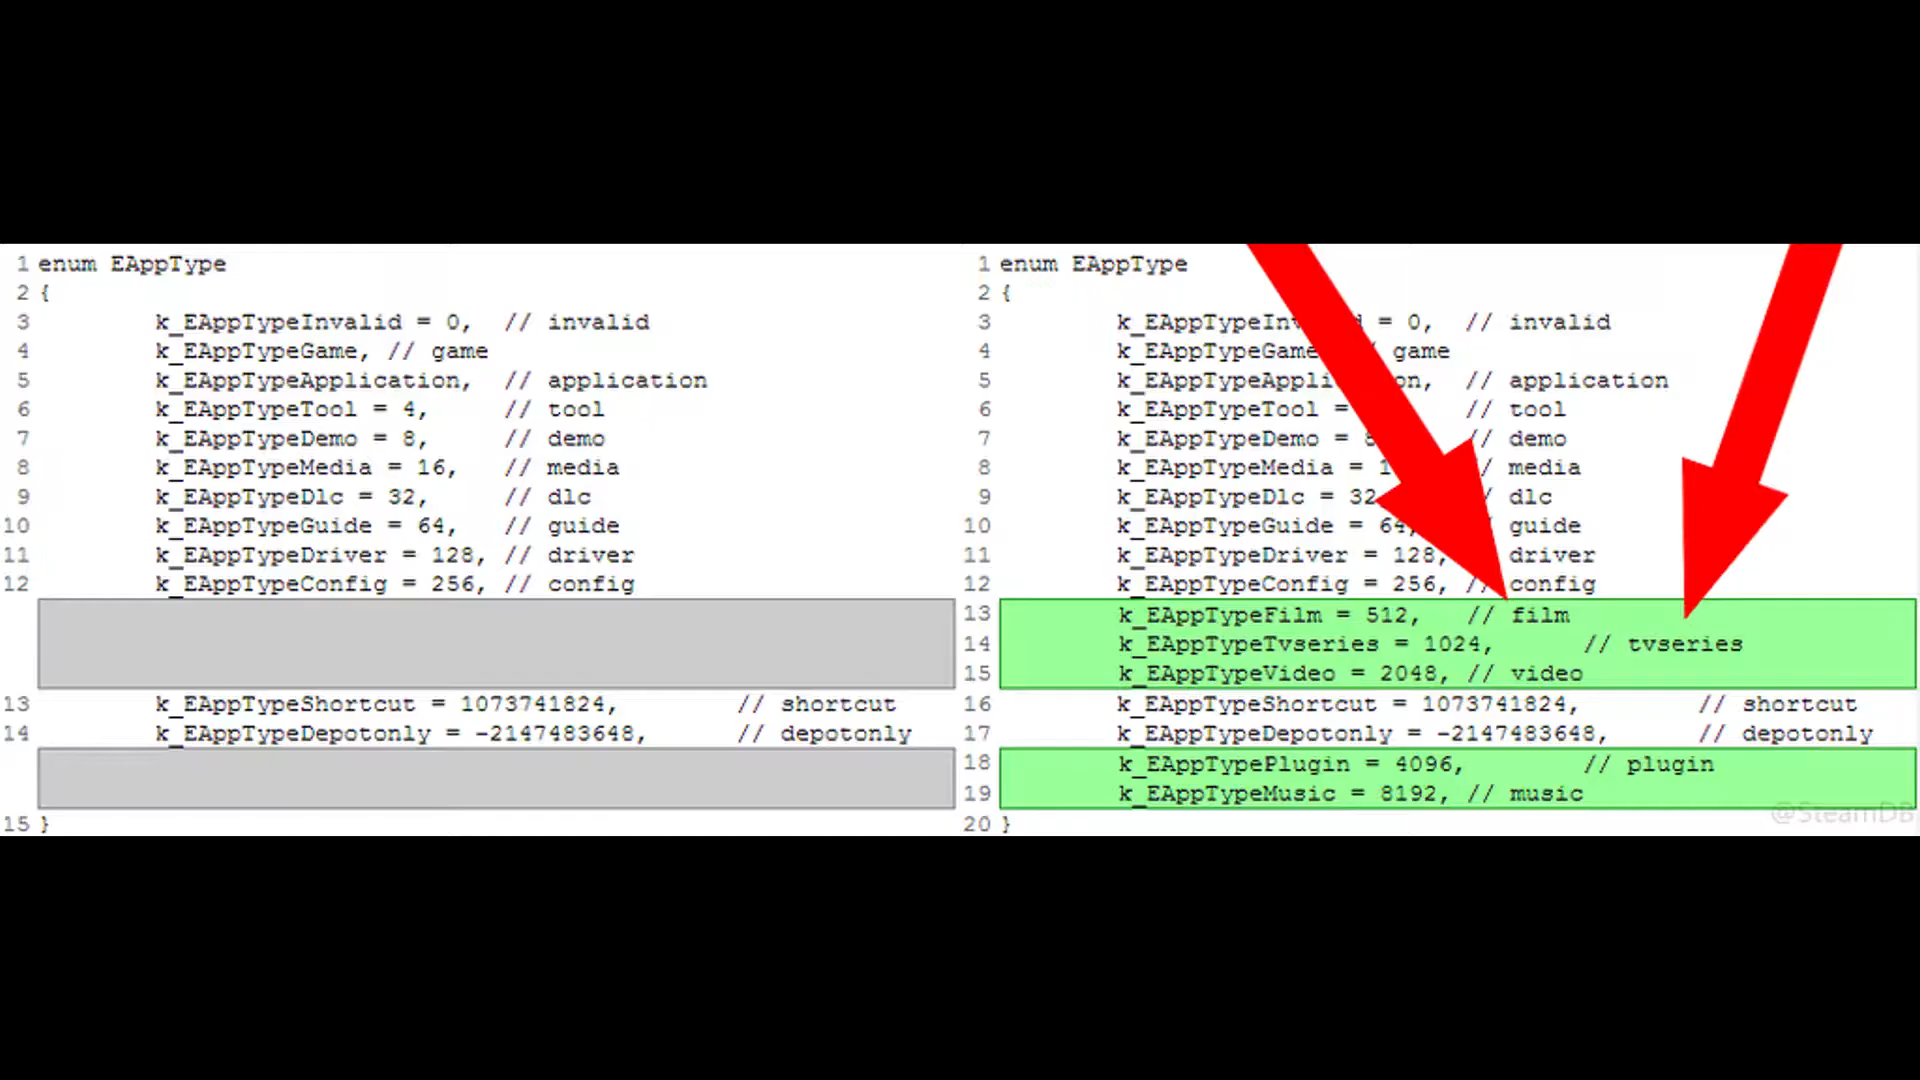 1 enum EAppType
2 {
3 k_EAppTypeInvalid = 0, // invalid
4 k_EAppTypeGame, // game
5 k_EAppTypeApplication, // application
6 k_EAppTypeTool = 4, // tool
7 k_EAppTypeDemo = 8, // demo
8 k_EAppTypeMedia = 16, // media
9 k_EAppTypeDlc = 32, // dlc
10 k_EAppTypeGuide = 64, // guide
11 k_EAppTypeDriver = 128, // driver
12 k_EAppTypeConfig = 256, // config
13 k_EAppTypeShortcut = 1073741824, // shortcut
14 k_EAppTypeDepotonly = -2147483648, // depotonly
15 }
1 enum EAppType
2 {
3 = 0, // invalid
4 k_EAppTypeGame game
5 // application
6 k_EAppTypeTool = // tool
7 k_EAppTypeDemo = // demo
8 k_EAppTypeMedia = // media
9 k_EAppTypeDlc = 32 dlc
10 k_EAppTypeGuide = 64, guide
11 k_EAppTypeDriver = 128, driver
12 k_EAppTypeConfig = 256, // config
13 k_EAppTypeFilm = 512, // film
14 k_EAppTypeTvseries = 1024, // tvseries
15 k_EAppTypeVideo = 2048, // video
16 k_EAppTypeShortcut = 1073741824, // shortcut
17 k_EAppTypeDepotonly = -2147483648, // depotonly
18 k_EAppTypePlugin = 4096, // plugin
19 k_EAppTypeMusic = 8192, // music
20 }
@SteamDB